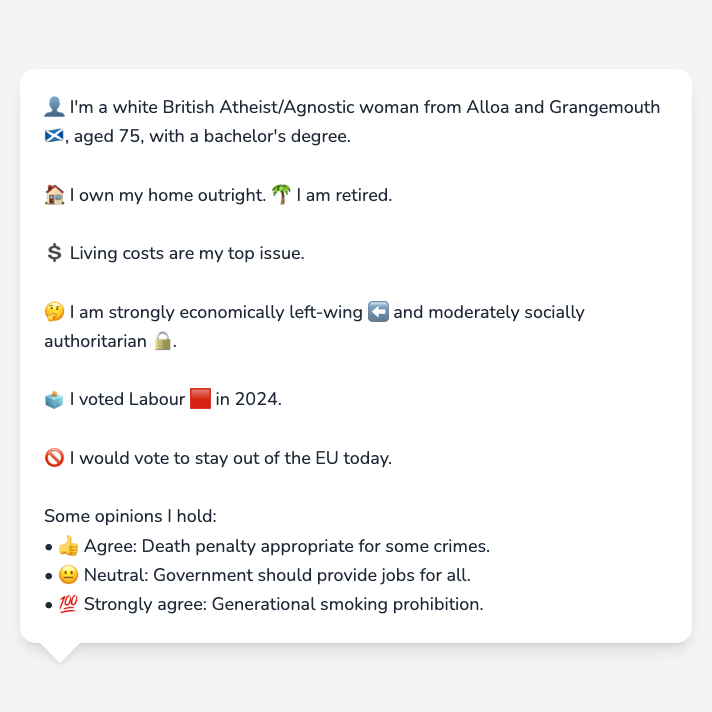 👤 I'm a white British Atheist/Agnostic woman from Alloa and Grangemouth
🏴󠁧󠁢󠁳󠁣󠁴󠁿, aged 75, with a bachelor's degree.
🏠 I own my home outright. 🌴 I am retired.
💲 Living costs are my top issue.
🤔 I am strongly economically left-wing ⬅️ and moderately socially
authoritarian 🔒.
🗳️ I voted Labour 🟥 in 2024.
🚫 I would vote to stay out of the EU today.
Some opinions I hold:
• 👍 Agree: Death penalty appropriate for some crimes.
• 😐 Neutral: Government should provide jobs for all.
• 💯 Strongly agree: Generational smoking prohibition.